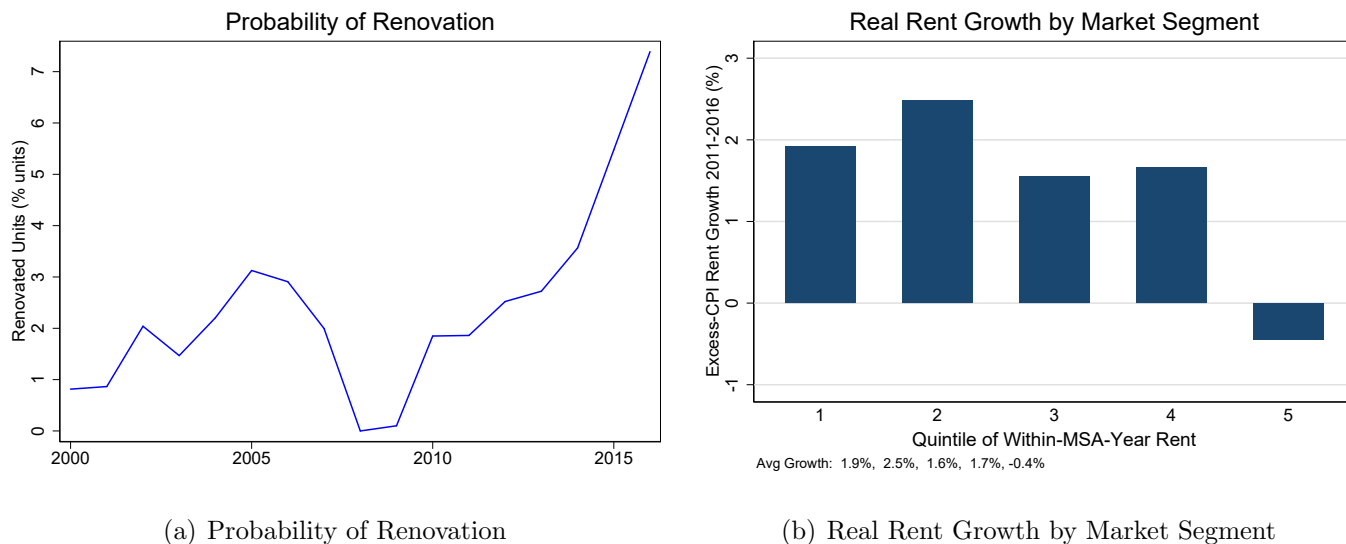 Probability of Renovation
Renovated Units (% units)
7
6
5
4
3
2
1
0
2000 2005 2010 2015
(a) Probability of Renovation
Real Rent Growth by Market Segment
Excess-CPI Rent Growth 2011-2016 (%)
3
2
1
0
-1
1 2 3 4 5
Quintile of Within-MSA-Year Rent
Avg Growth: 1.9%, 2.5%, 1.6%, 1.7%, -0.4%
(b) Real Rent Growth by Market Segment